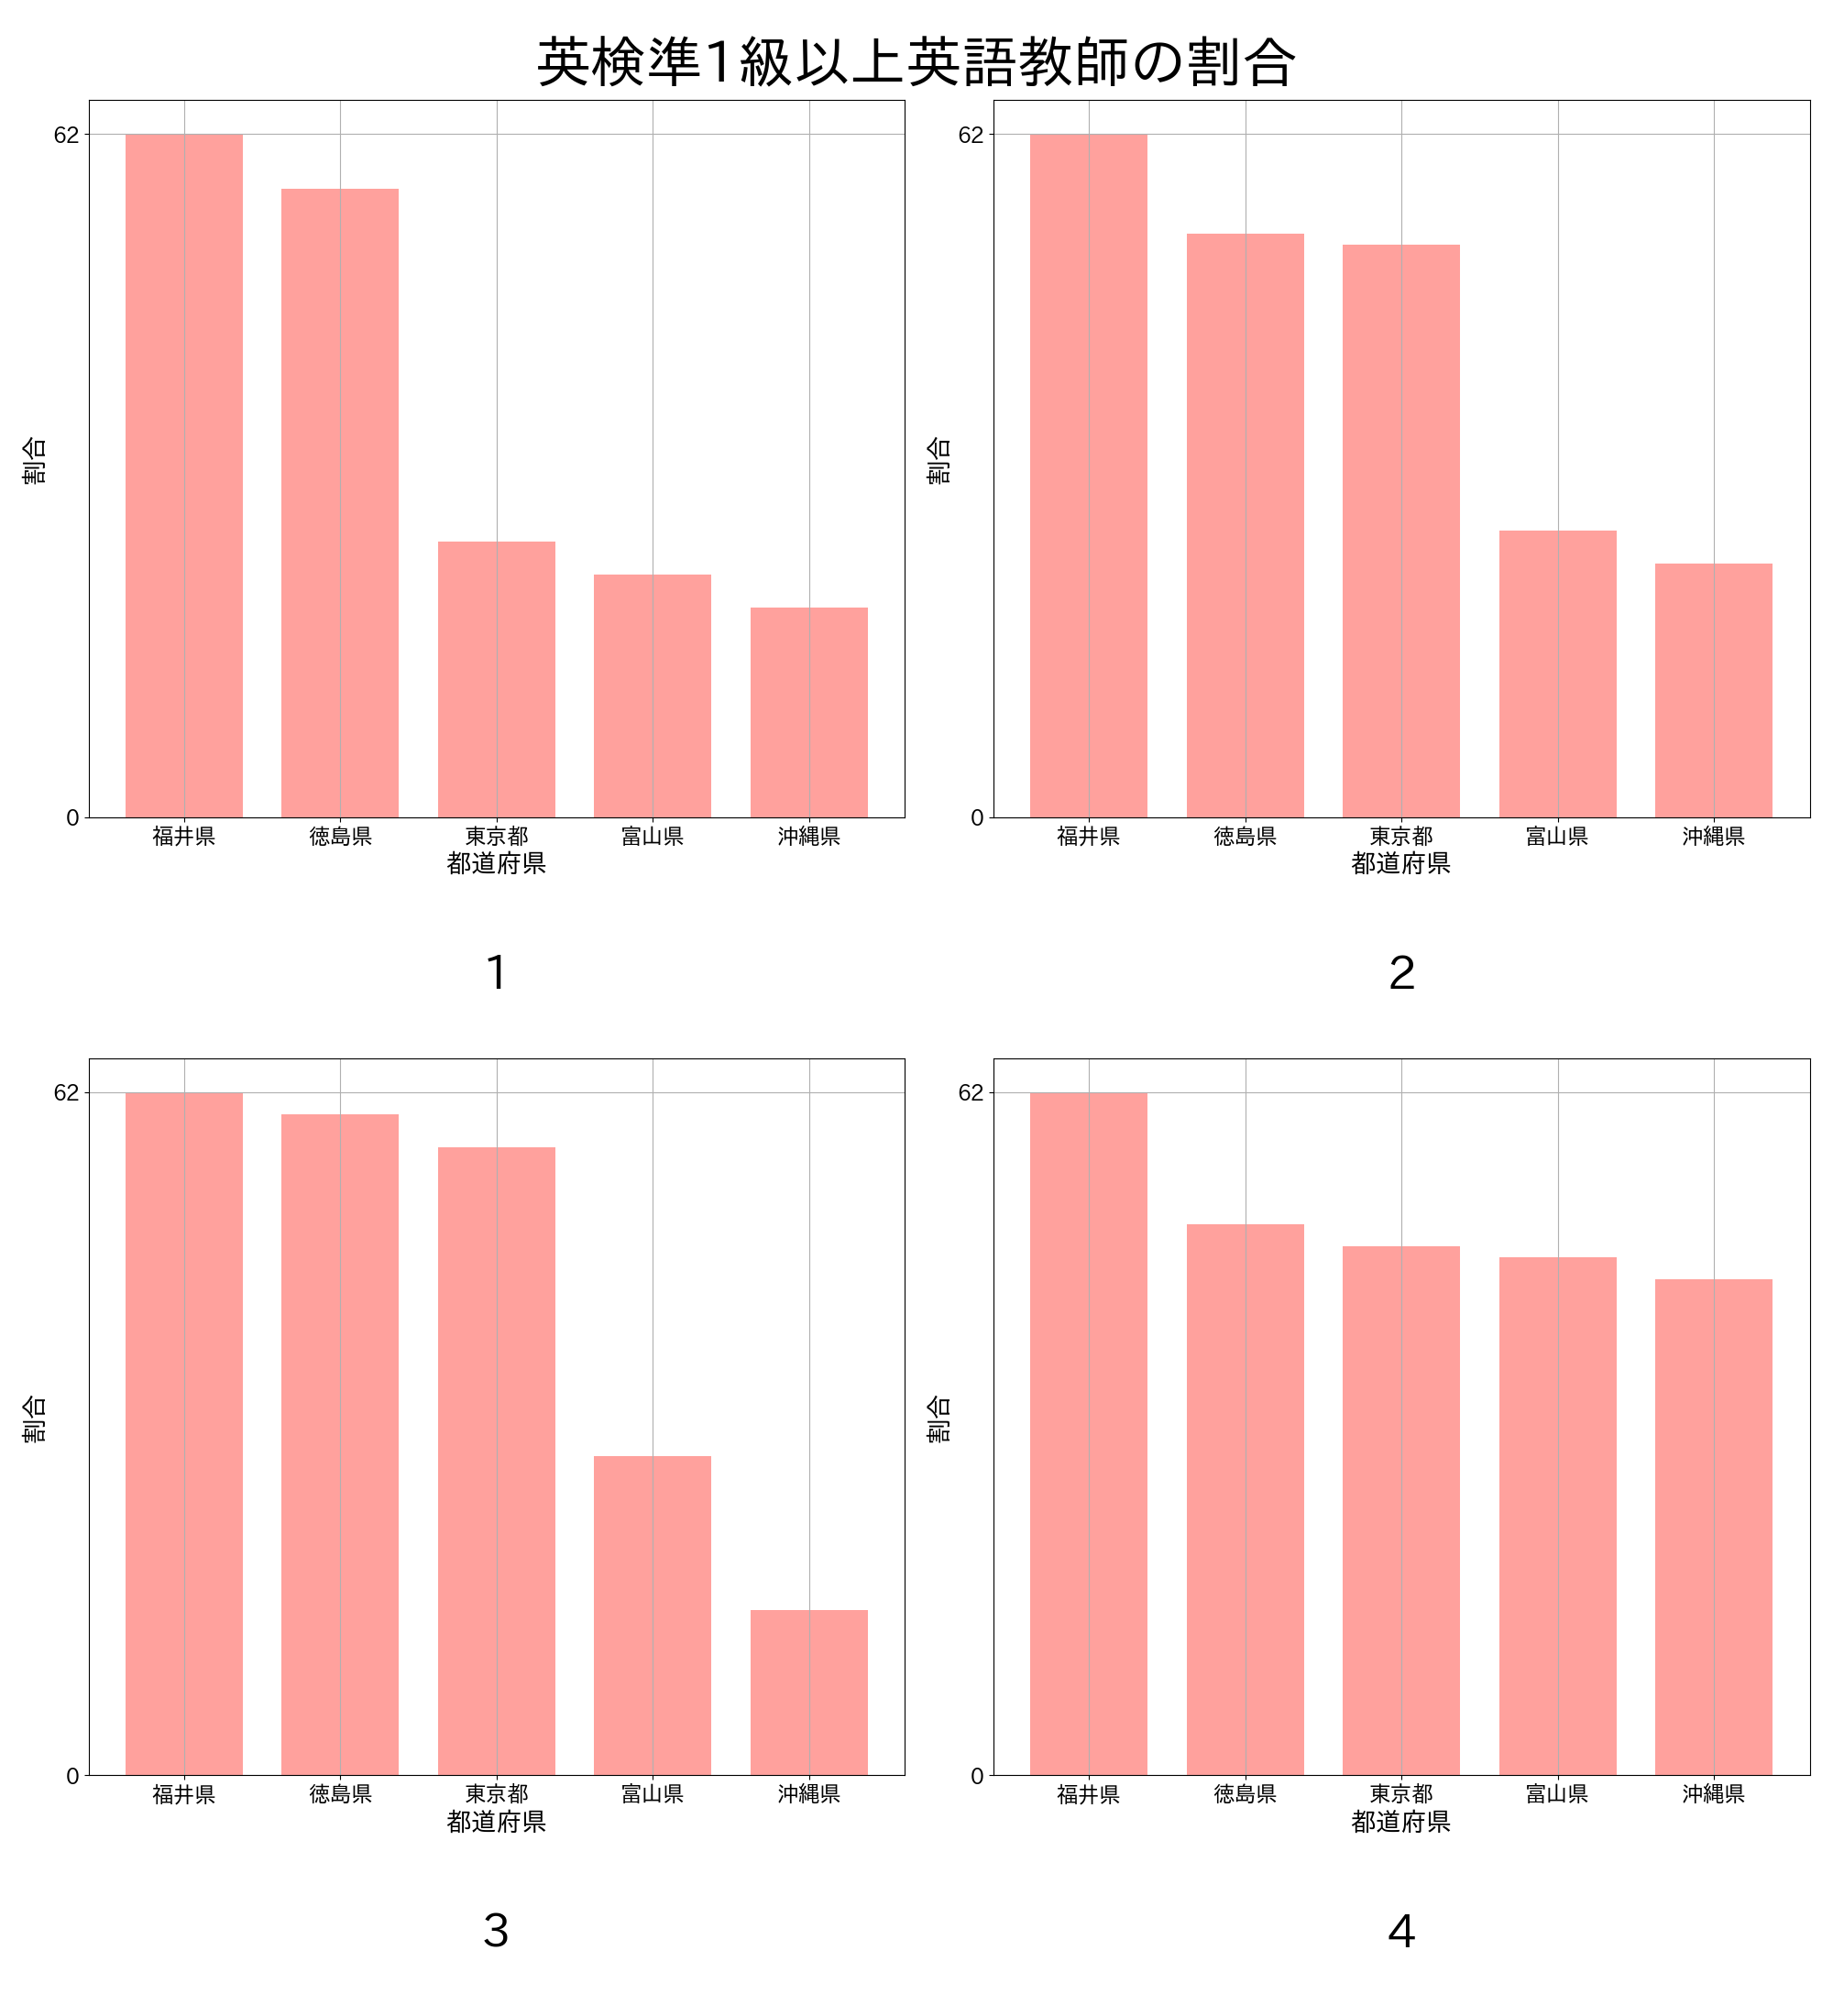 英検準1級以上英語教師の割合
62
割合
0
福井県 徳島県 東京都 富山県 沖縄県
都道府県
1
62
割合
0
福井県 徳島県 東京都 富山県 沖縄県
都道府県
2
62
割合
0
福井県 徳島県 東京都 富山県 沖縄県
都道府県
3
62
割合
0
福井県 徳島県 東京都 富山県 沖縄県
都道府県
4